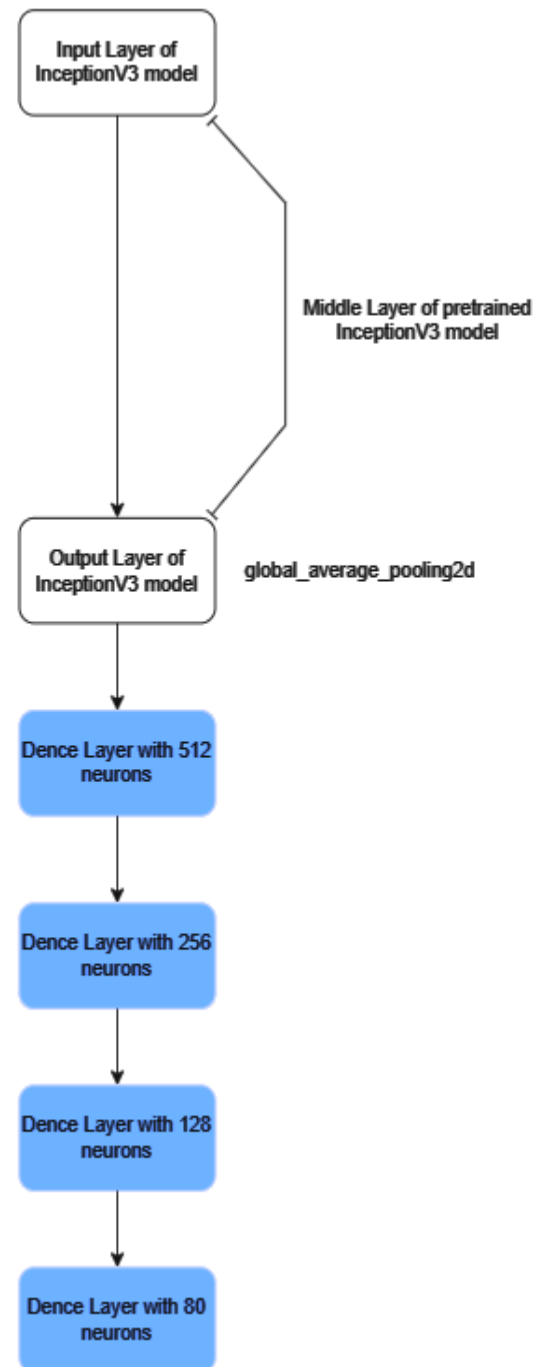 Input Layer of
InceptionV3 model
Middle Layer of pretrained
InceptionV3 model
Output Layer of
InceptionV3 model
global_average_pooling2d
Dence Layer with 512
neurons
Dence Layer with 256
neurons
Dence Layer with 128
neurons
Dence Layer with 80
neurons